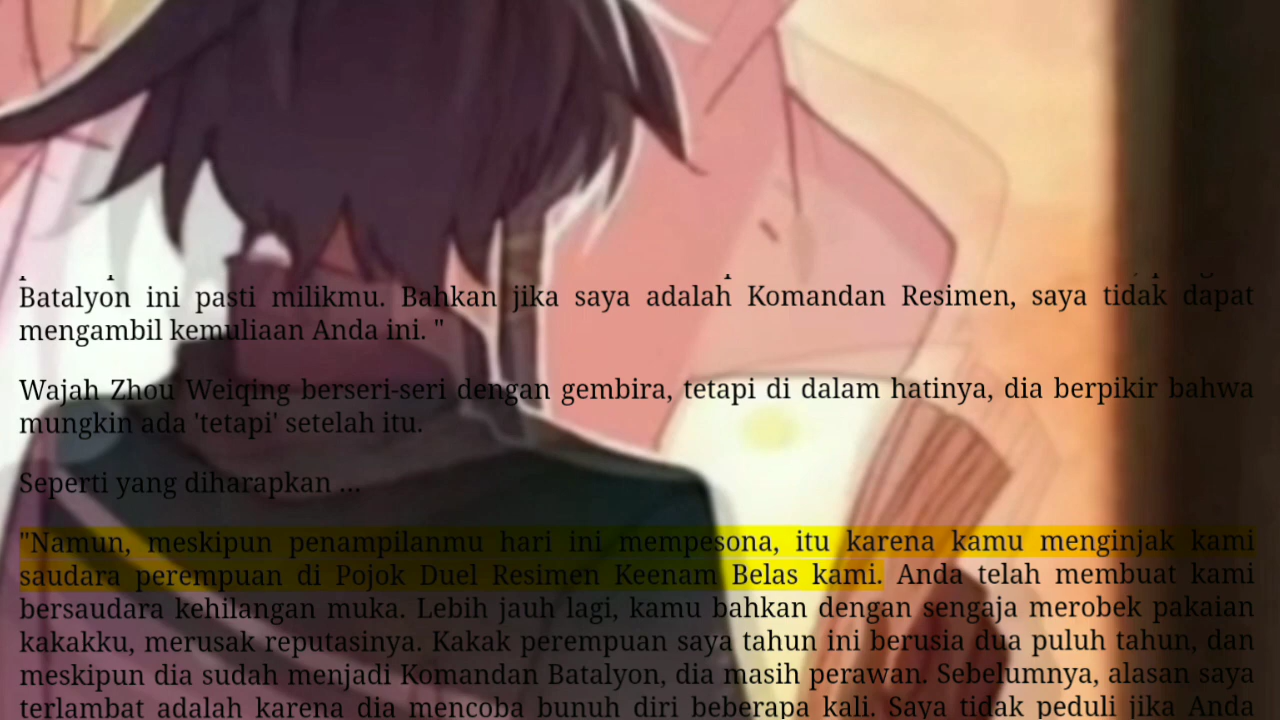 Batalyon ini pasti milikmu. Bahkan jika saya adalah Komandan Resimen, saya tidak dapat
mengambil kemuliaan Anda ini. "
Wajah Zhou Weiqing berseri-seri dengan gembira, tetapi di dalam hatinya, dia berpikir bahwa
mungkin ada 'tetapi' setelah itu.
Seperti yang diharapkan ...
"Namun, meskipun penampilanmu hari ini mempesona, itu karena kamu menginjak kami
saudara perempuan di Pojok Duel Resimen Keenam Belas kami. Anda telah membuat kami
bersaudara kehilangan muka. Lebih jauh lagi, kamu bahkan dengan sengaja merobek pakaian
kakakku, merusak reputasinya. Kakak perempuan saya tahun ini berusia dua puluh tahun, dan
meskipun dia sudah menjadi Komandan Batalyon, dia masih perawan. Sebelumnya, alasan saya
terlambat adalah karena dia mencoba bunuh diri beberapa kali. Saya tidak peduli jika Anda